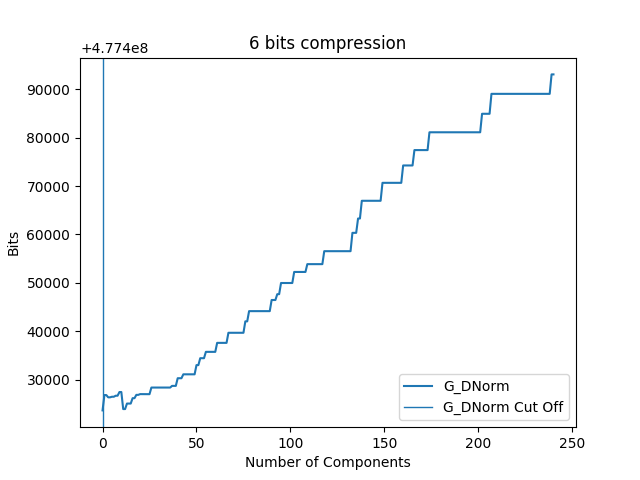 6 bits compression
+4.774e8
90000
80000
70000
60000
50000
40000
30000
Bits
0 50 100 150 200 250
Number of Components
G_DNorm
G_DNorm Cut Off